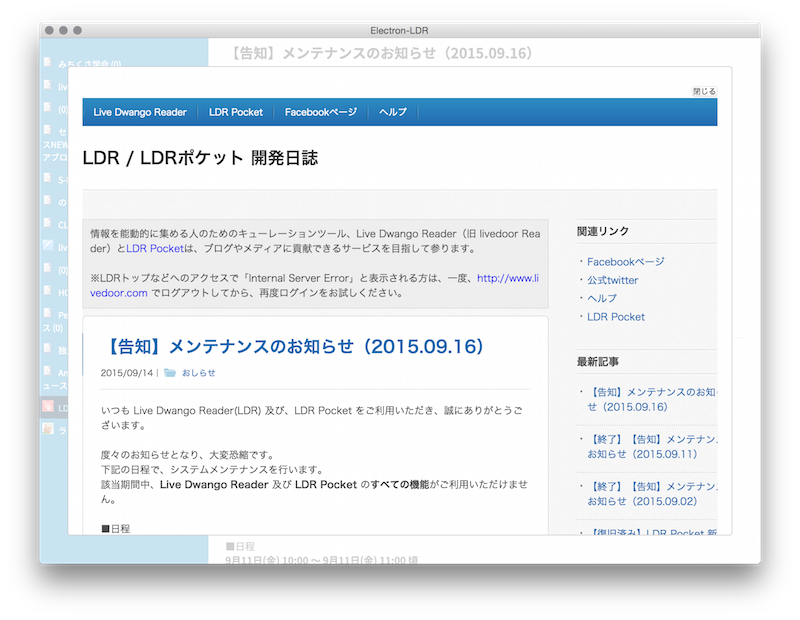 Electron-LDR
【告知】メンテナンスのお知らせ（2015.09.16）
みちくさ学会 (0)
閉じる
Live Dwango Reader
LDR Pocket
Facebookページ
ヘルプ
LDR / LDRポケット 開発日誌
情報を能動的に集める人のためのキューレーションツール、Live Dwango Reader（旧 livedoor Rea
der）とLDR Pocketは、ブログやメディアに貢献できるサービスを目指して参ります。
※LDRトップなどへのアクセスで「Internal Server Error」と表示される方は、一度、http://www.li
vedoor.com でログアウトしてから、再度ログインをお試しください。
【告知】メンテナンスのお知らせ（2015.09.16）
2015/09/14 |
おしらせ
いつも Live Dwango Reader(LDR) 及び、LDR Pocket をご利用いただき、誠にありがとうご
ざいます。
度々のお知らせとなり、大変恐縮です。
下記の日程で、システムメンテナンスを行います。
該当期間中、Live Dwango Reader 及び LDR Pocket のすべての機能がご利用いただけませ
ん。
■日程
関連リンク
・Facebookページ
・公式twitter
・ヘルプ
・LDR Pocket
最新記事
・【告知】メンテナンスのお知
せ（2015.09.16）
・【終了】【告知】メンテナン
お知らせ（2015.09.11）
・【終了】【告知】メンテナン
お知らせ（2015.09.02）
・【復旧済み】LDR Pocket 新
■日程
9月11日(金) 10:00 〜 9月11日(金) 11:00 頃